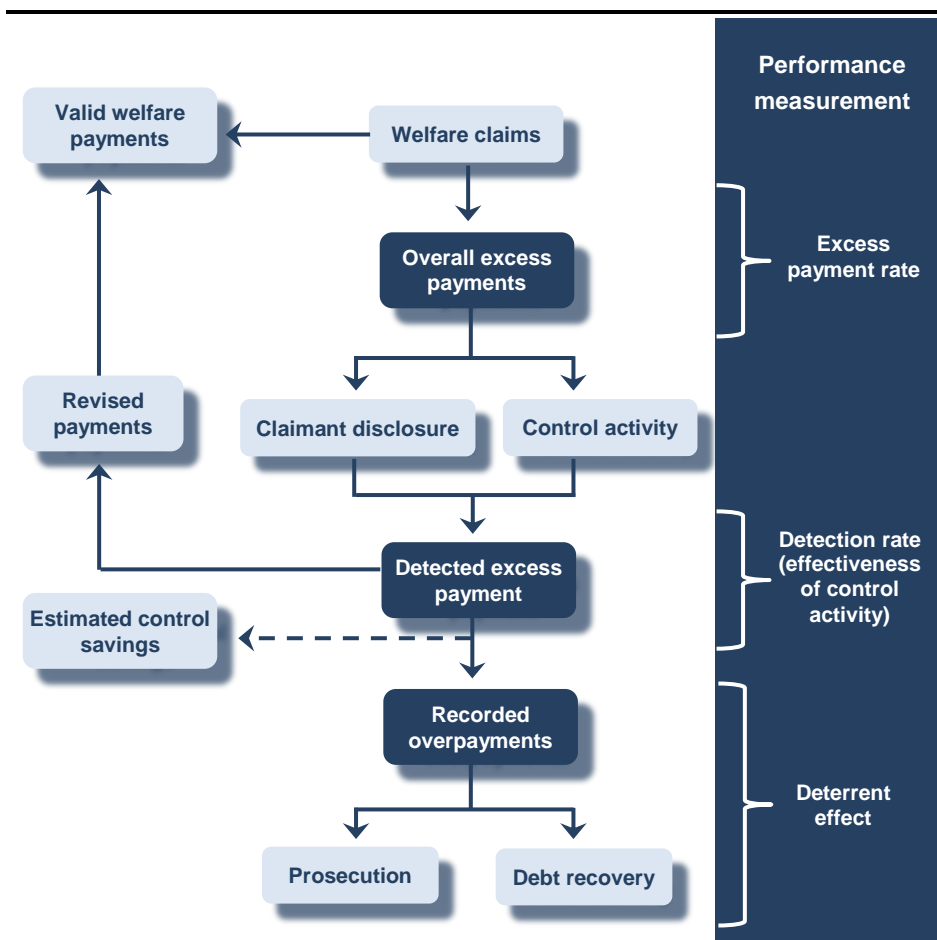 Performance
measurement
Valid welfare
payments
Welfare claims
Overall excess
payments
Excess
payment rate
Revised
payments
Claimant disclosure
Control activity
Detected excess
payment
Detection rate
(effectiveness
of control
activity)
Estimated control
savings
Recorded
overpayments
Deterrent
effect
Prosecution
Debt recovery